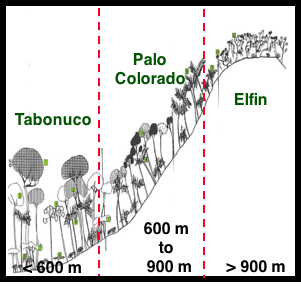 Palo
Colorado
Elfin
Tabonuco
600 m
to
900 m
< 600 m
> 900 m